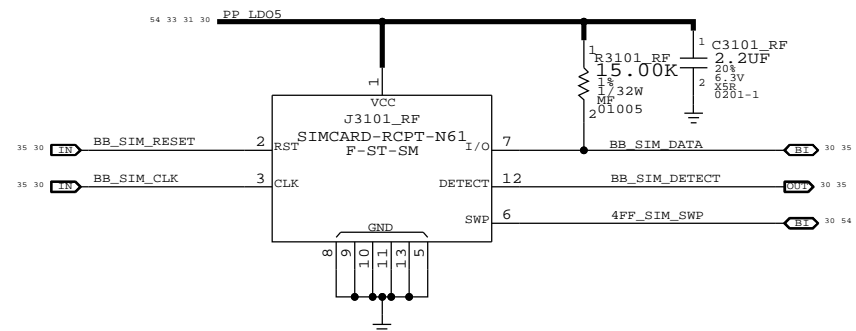 54 33 31 30 PP_LDO5
1 C3101_RF
2.2UF
20%
6.3V
X5R
0201-1
2
1 R3101_RF
15.00K
1%
1/32W
MF
01005
2
1
VCC
J3101_RF
SIMCARD-RCPT-N61
F-ST-SM
35 30 IN BB_SIM_RESET 2 RST
I/O 7 BB_SIM_DATA BI 30 35
35 30 IN BB_SIM_CLK 3 CLK
DETECT 12 BB_SIM_DETECT OUT 30 35
SWP 6 4FF_SIM_SWP BI 30 54
GND
8 9 10 11 13 5